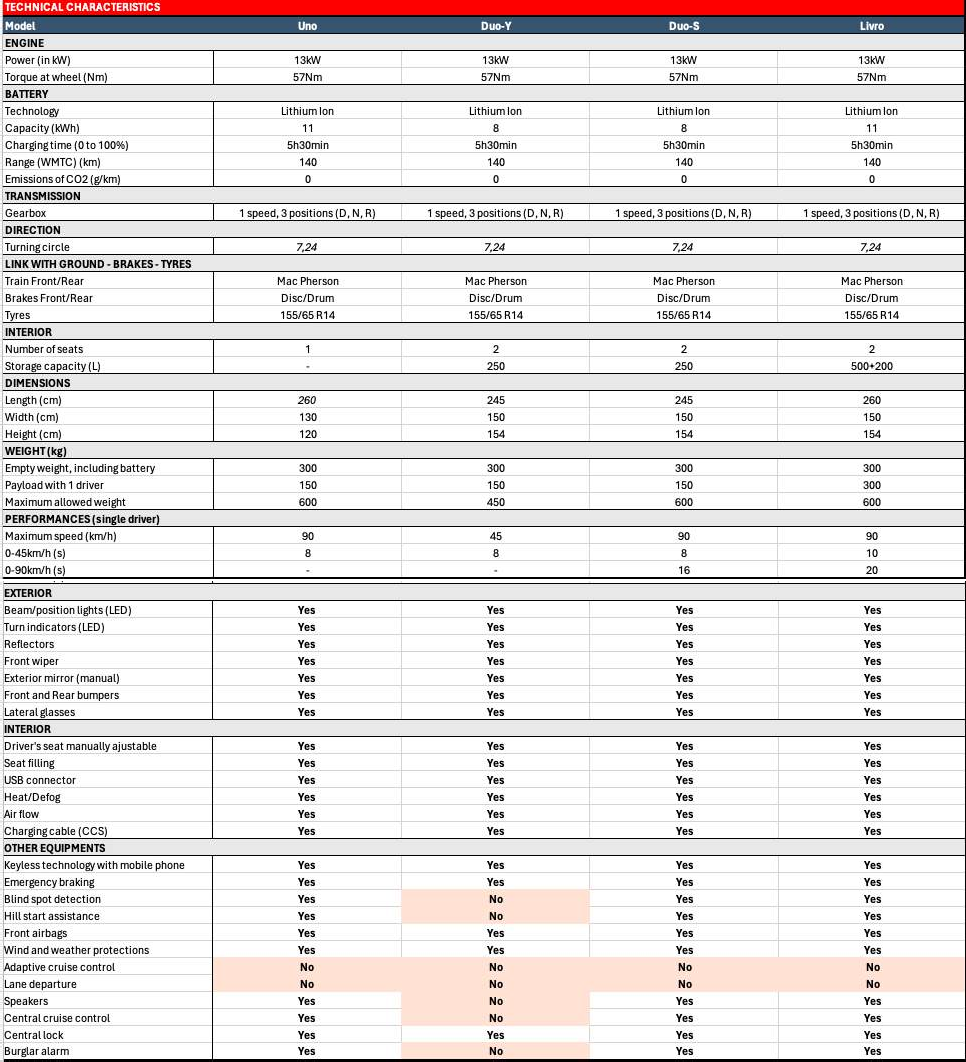 TECHNICAL CHARACTERISTICS
Model Uno Duo-Y Duo-S Livro
ENGINE
Power (in kW) 13kW 13kW 13kW 13kW
Torque at wheel (Nm) 57Nm 57Nm 57Nm 57Nm
BATTERY
Technology Lithium Ion Lithium Ion Lithium Ion Lithium Ion
Capacity (kWh) 11 8 8 11
Charging time (0 to 100%) 5h30min 5h30min 5h30min 5h30min
Range (WMTC) (km) 140 140 140 140
Emissions of CO2 (g/km) 0 0 0 0
TRANSMISSION
Gearbox 1 speed, 3 positions (D, N, R) 1 speed, 3 positions (D, N, R) 1 speed, 3 positions (D, N, R) 1 speed, 3 positions (D, N, R)
DIRECTION
Turning circle 7,24 7,24 7,24 7,24
LINK WITH GROUND - BRAKES - TYRES
Train Front/Rear Mac Pherson Mac Pherson Mac Pherson Mac Pherson
Brakes Front/Rear Disc/Drum Disc/Drum Disc/Drum Disc/Drum
Tyres 155/65 R14 155/65 R14 155/65 R14 155/65 R14
INTERIOR
Number of seats 1 2 2 2
Storage capacity (L) - 250 250 500+200
DIMENSIONS
Length (cm) 260 245 245 260
Width (cm) 130 150 150 150
Height (cm) 120 154 154 154
WEIGHT (kg)
Empty weight, including battery 300 300 300 300
Payload with 1 driver 150 150 150 300
Maximum allowed weight 600 450 600 600
PERFORMANCES (single driver)
Maximum speed (km/h) 90 45 90 90
0-45km/h (s) 8 8 8 10
0-90km/h (s) - - 16 20
EXTERIOR
Beam/position lights (LED) Yes Yes Yes Yes
Turn indicators (LED) Yes Yes Yes Yes
Reflectors Yes Yes Yes Yes
Front wiper Yes Yes Yes Yes
Exterior mirror (manual) Yes Yes Yes Yes
Front and Rear bumpers Yes Yes Yes Yes
Lateral glasses Yes Yes Yes Yes
INTERIOR
Driver's seat manually ajustable Yes Yes Yes Yes
Seat filling Yes Yes Yes Yes
USB connector Yes Yes Yes Yes
Heat/Defog Yes Yes Yes Yes
Air flow Yes Yes Yes Yes
Charging cable (CCS) Yes Yes Yes Yes
OTHER EQUIPMENTS
Keyless technology with mobile phone Yes Yes Yes Yes
Emergency braking Yes Yes Yes Yes
Blind spot detection Yes No Yes Yes
Hill start assistance Yes No Yes Yes
Front airbags Yes Yes Yes Yes
Wind and weather protections Yes Yes Yes Yes
Adaptive cruise control No No No No
Lane departure No No No No
Speakers Yes No Yes Yes
Central cruise control Yes No Yes Yes
Central lock Yes Yes Yes Yes
Burglar alarm Yes No Yes Yes